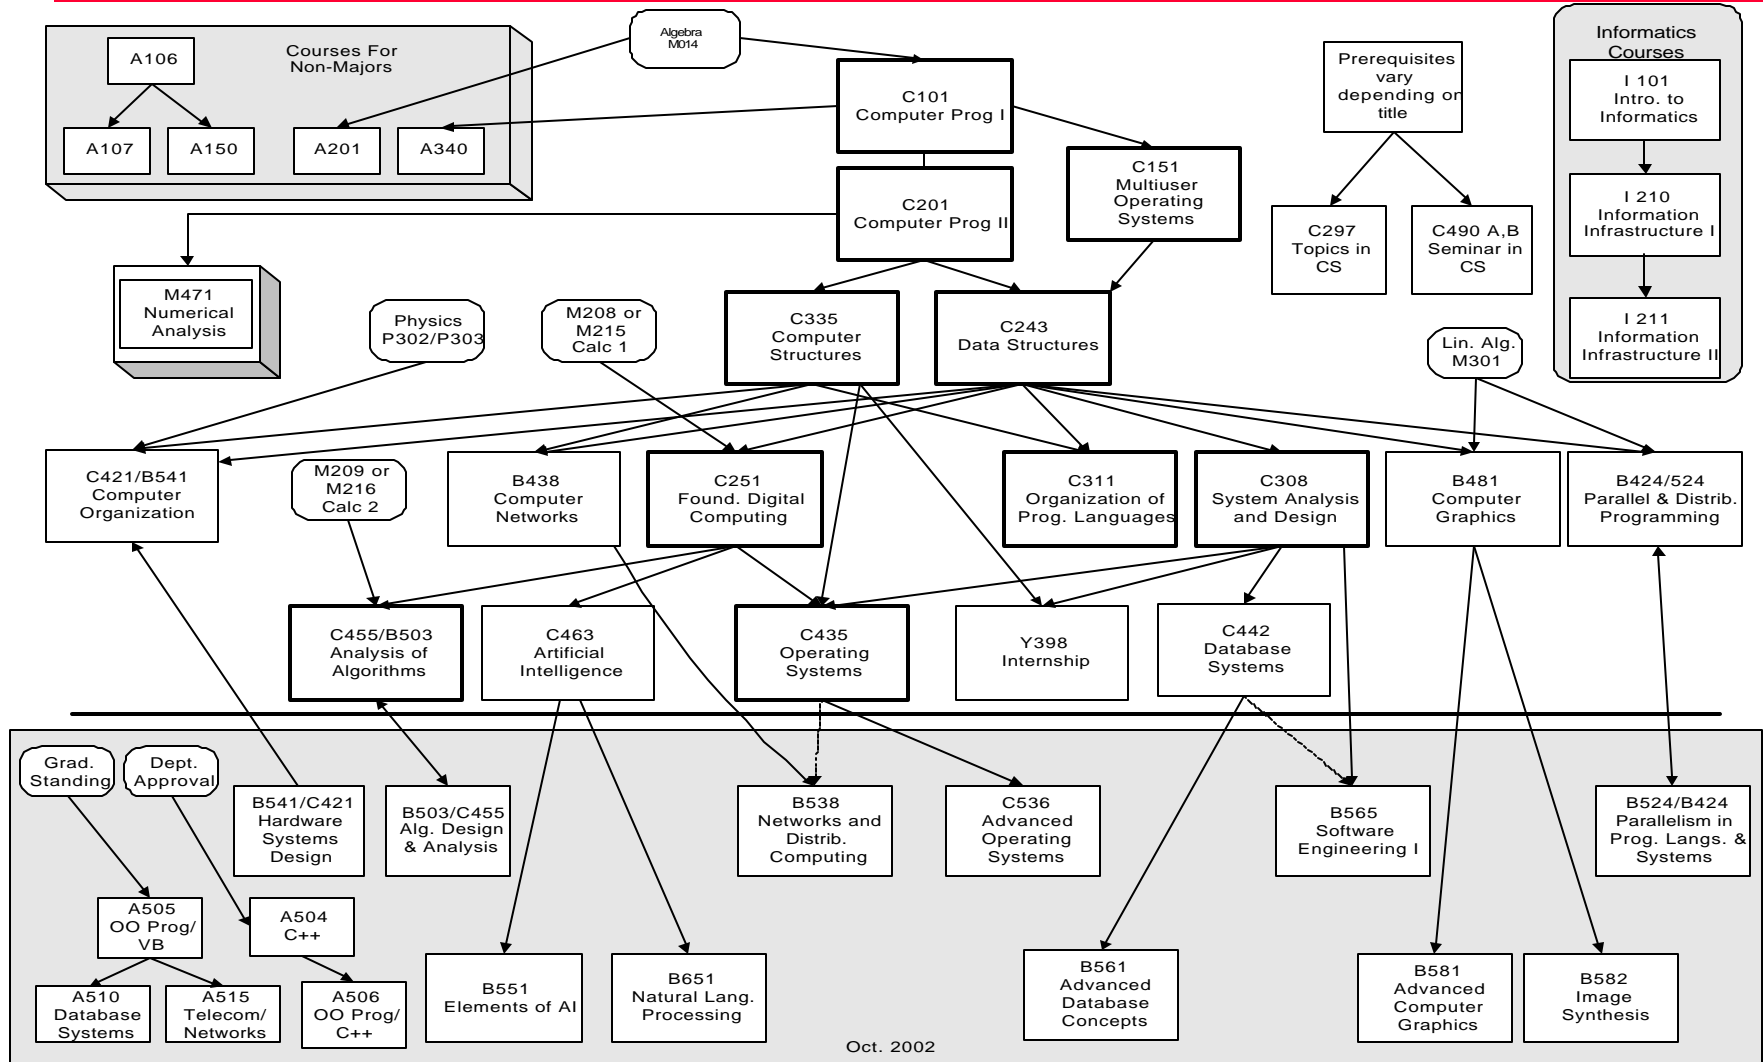 Algebra
M014
Courses For
Non-Majors
A106
A107
A150
A201
A340
C101
Computer Prog I
C201
Computer Prog II
C151
Multiuser
Operating
Systems
Prerequisites
vary
depending on
title
C297
Topics in
CS
C490 A,B
Seminar in
CS
Informatics
Courses
I 101
Intro. to
Informatics
I 210
Information
Infrastructure I
I 211
Information
Infrastructure II
M471
Numerical
Analysis
Physics
P302/P303
M208 or
M215
Calc 1
C335
Computer
Structures
C243
Data Structures
Lin. Alg.
M301
C421/B541
Computer
Organization
M209 or
M216
Calc 2
B438
Computer
Networks
C251
Found. Digital
Computing
C311
Organization of
Prog. Languages
C308
System Analysis
and Design
B481
Computer
Graphics
B424/524
Parallel & Distrib.
Programming
C455/B503
Analysis of
Algorithms
C463
Artificial
Intelligence
C435
Operating
Systems
Y398
Internship
C442
Database
Systems
Grad.
Standing
Dept.
Approval
B541/C421
Hardware
Systems
Design
B503/C455
Alg. Design
& Analysis
B538
Networks and
Distrib.
Computing
C536
Advanced
Operating
Systems
B565
Software
Engineering I
B524/B424
Parallelism in
Prog. Langs. &
Systems
A505
OO Prog/
VB
A504
C++
A510
Database
Systems
A515
Telecom/
Networks
A506
OO Prog/
C++
B551
Elements of AI
B651
Natural Lang.
Processing
B561
Advanced
Database
Concepts
B581
Advanced
Computer
Graphics
B582
Image
Synthesis
Oct. 2002